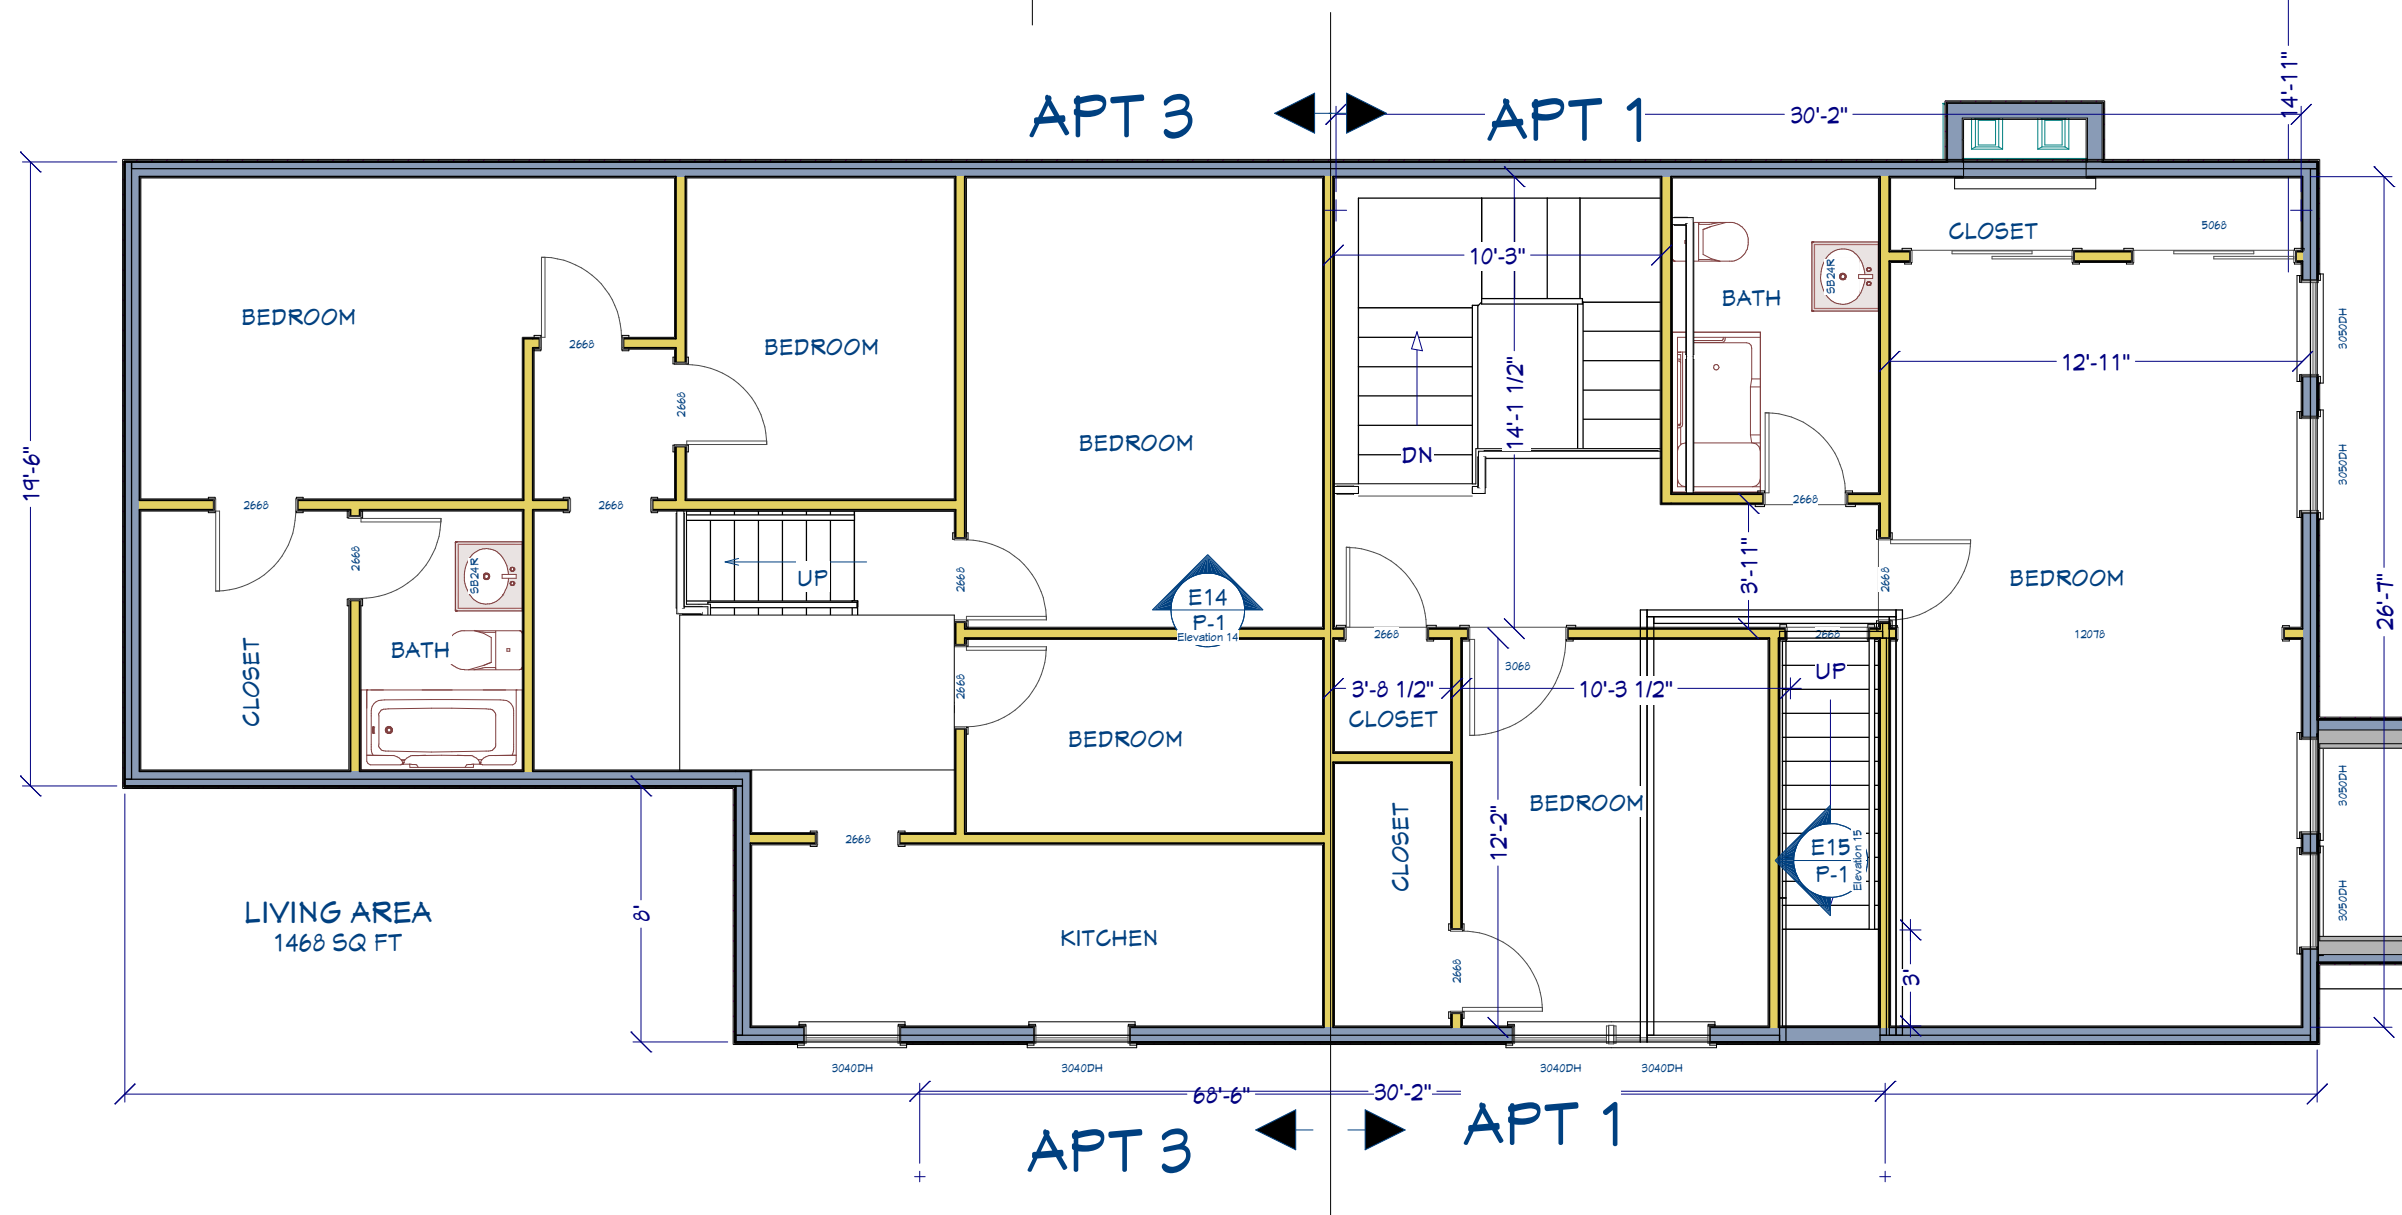 APT 3
APT 1
30'-2"
14'-11"
CLOSET
5068
10'-3"
BATH
SB24R
BEDROOM
2668
BEDROOM
2668
3050DH
12'-11"
14'-1 1/2"
BEDROOM
DN
3050DH
19'-6"
2668
2668
2668
2668
SB24R
UP
2668
E14
P-1
Elevation 14
3'-11"
2668
BEDROOM
26'-7"
BATH
CLOSET
2668
2668
2668
12078
3068
UP
3'-8 1/2"
10'-3 1/2"
CLOSET
BEDROOM
3050DH
BEDROOM
12'-2"
CLOSET
2668
E15
P-1
Elevation 15
3050DH
LIVING AREA
1468 SQ FT
8'
KITCHEN
2668
3'
3040DH
3040DH
3040DH
3040DH
68'-6"
30'-2"
APT 3
APT 1